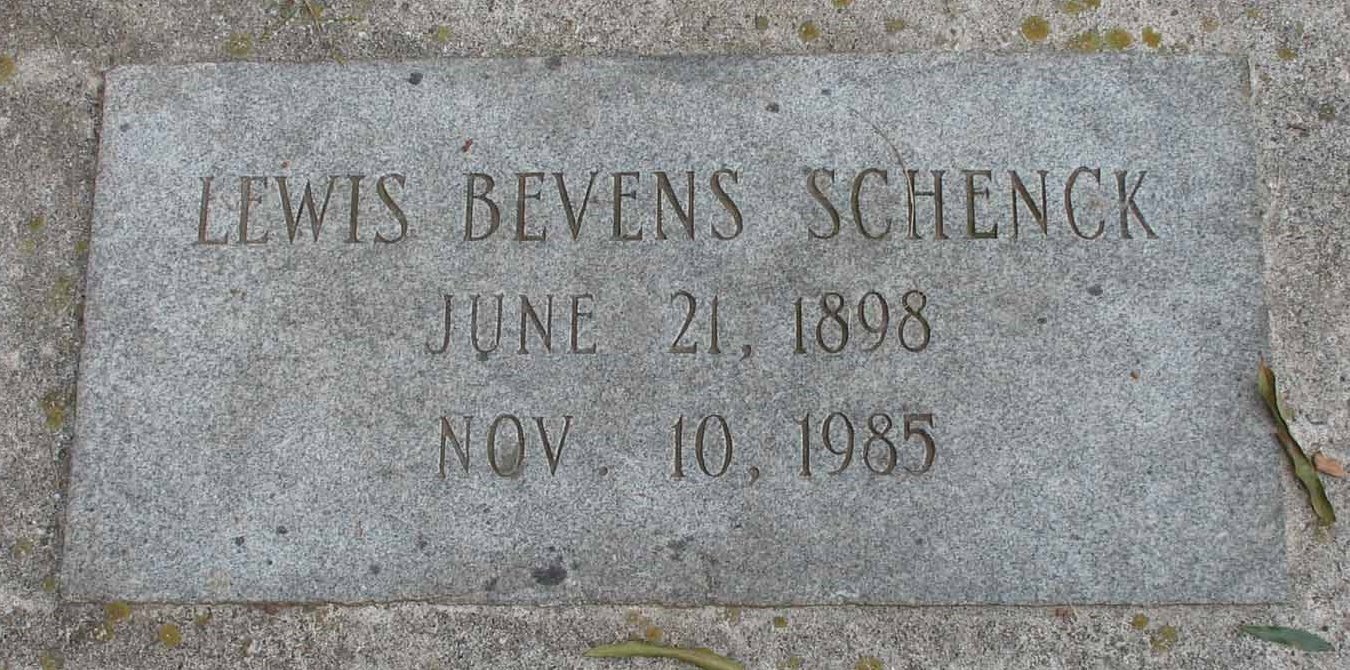 LEWIS BEVENS SCHENCK
JUNE 21, 1898
NOV. 10, 1985